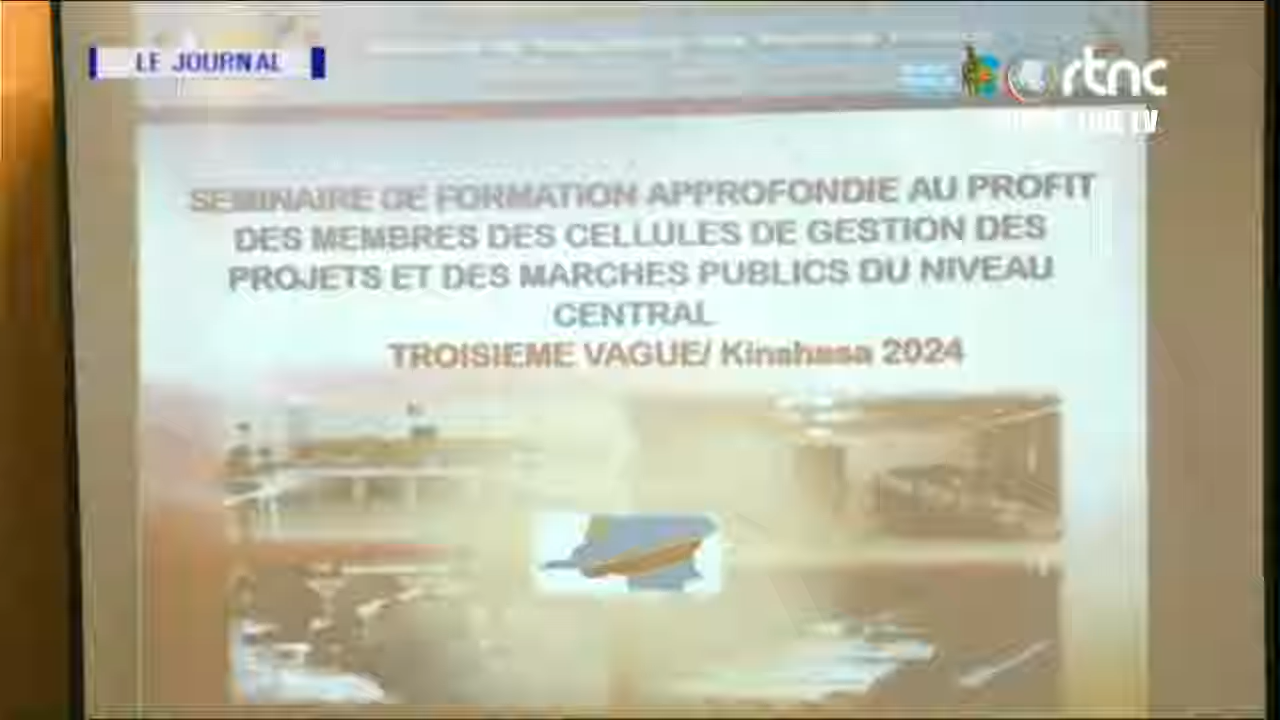 LE JOURNAL
rtnc
SEMINAIRE DE FORMATION APPROFONDIE AU PROFIT
DES MEMBRES DES CELLULES DE GESTION DES
PROJETS ET DES MARCHES PUBLICS DU NIVEAU
CENTRAL
TROISIEME VAGUE/ Kinshasa 2024